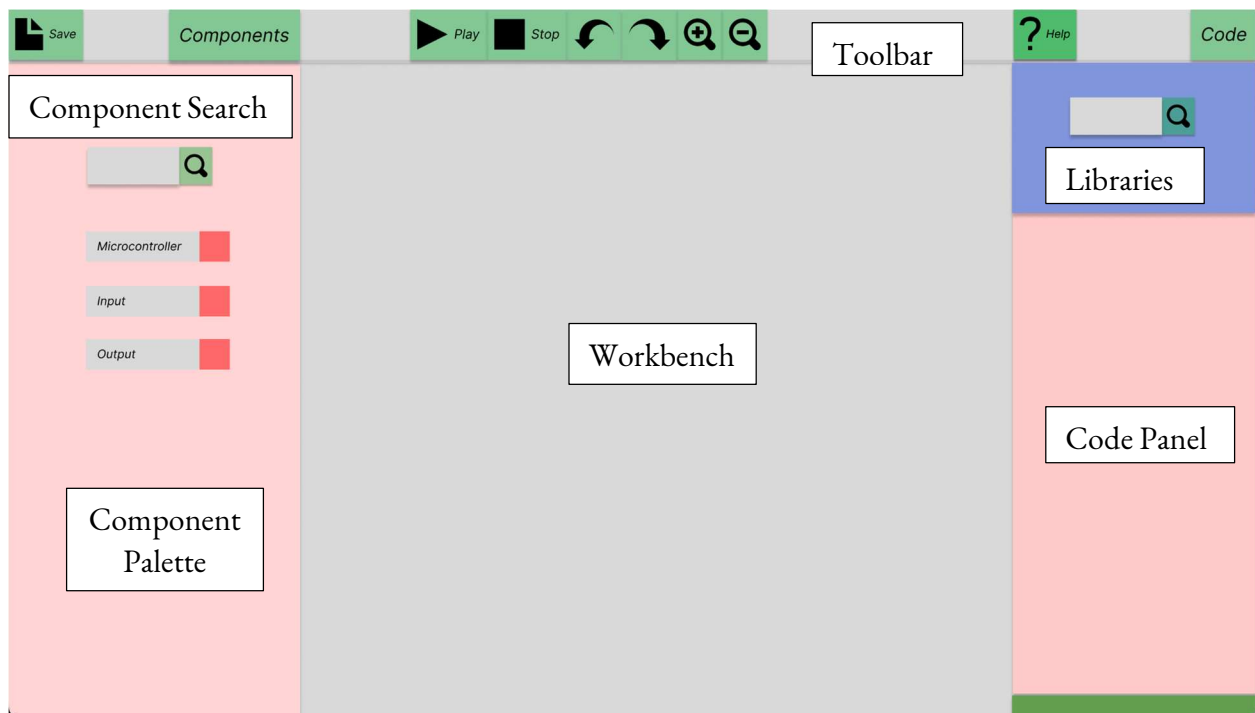 Save
Components
Play
Stop
Toolbar
Help
Code
Component Search
Libraries
Microcontroller
Input
Output
Workbench
Code Panel
Component
Palette